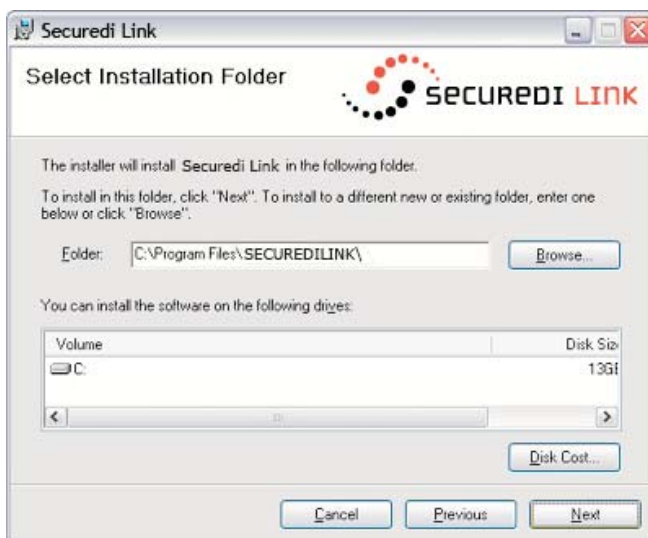 Securedi Link
Select Installation Folder
SECUREDI LINK
The installer will install Securedi Link in the following folder.
To install in this folder, click "Next". To install to a different new or existing folder, enter one
below or click "Browse".
Folder: C:\Program Files\SECUREDILINK\ Browse...
You can install the software on the following drives:
Volume Disk Siz
C: 13GB
Disk Cost...
Cancel Previous Next